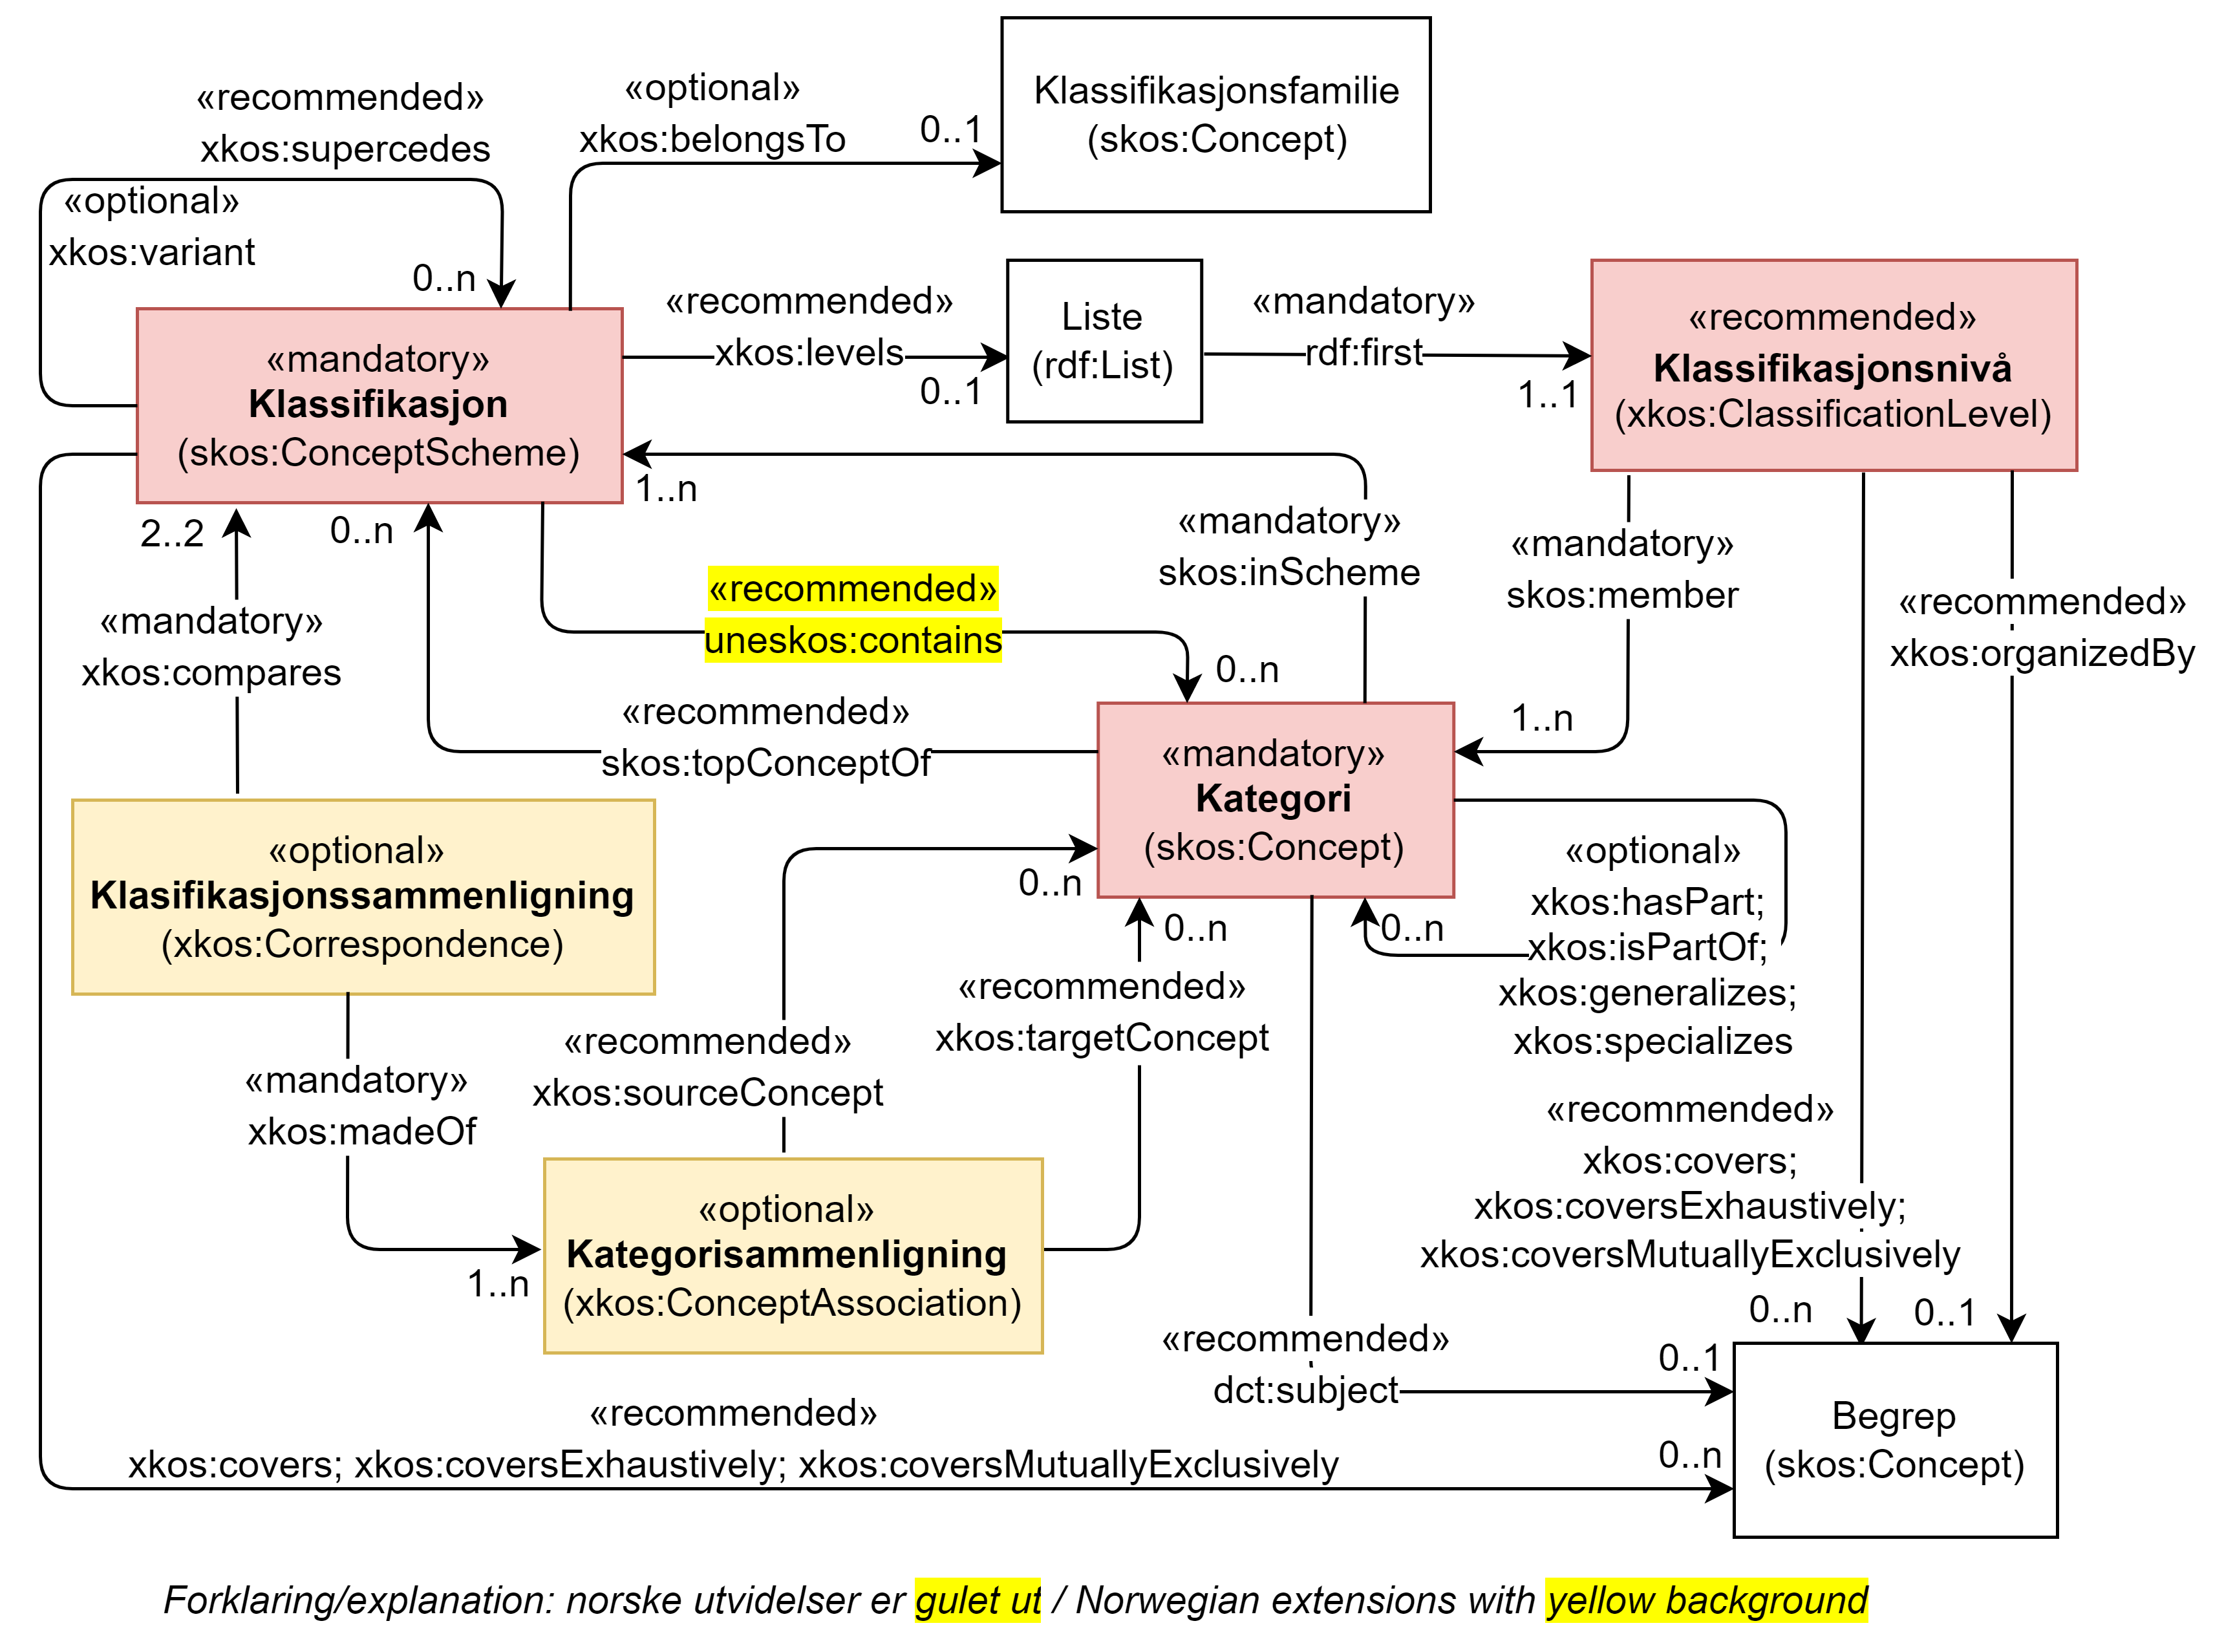 «recommended»
xkos:supercedes
«optional»
xkos:variant
0..n
«optional»
xkos:belongsTo
0..1
Klassifikasjonsfamilie
(skos:Concept)
«mandatory»
Klassifikasjon
(skos:ConceptScheme)
«recommended»
xkos:levels
0..1
Liste
(rdf:List)
«mandatory»
rdf:first
1..1
«recommended»
Klassifikasjonsnivå
(xkos:ClassificationLevel)
1..n
2..2
0..n
«mandatory»
skos:inScheme
«mandatory»
skos:member
«recommended»
xkos:organizedBy
«recommended»
uneskos:contains
0..n
«mandatory»
xkos:compares
«recommended»
skos:topConceptOf
1..n
«mandatory»
Kategori
(skos:Concept)
«optional»
Klasifikasjonssammenligning
(xkos:Correspondence)
0..n
0..n
0..n
«optional»
xkos:hasPart;
xkos:isPartOf;
xkos:generalizes;
xkos:specializes
«recommended»
xkos:targetConcept
«recommended»
xkos:sourceConcept
«mandatory»
xkos:madeOf
1..n
«optional»
Kategorisammenligning
(xkos:ConceptAssociation)
«recommended»
xkos:covers;
xkos:coversExhaustively;
xkos:coversMutuallyExclusively
0..n
0..1
«recommended»
dct:subject
0..1
«recommended»
xkos:covers; xkos:coversExhaustively; xkos:coversMutuallyExclusively
0..n
Begrep
(skos:Concept)
Forklaring/explanation: norske utvidelser er gulet ut / Norwegian extensions with yellow background